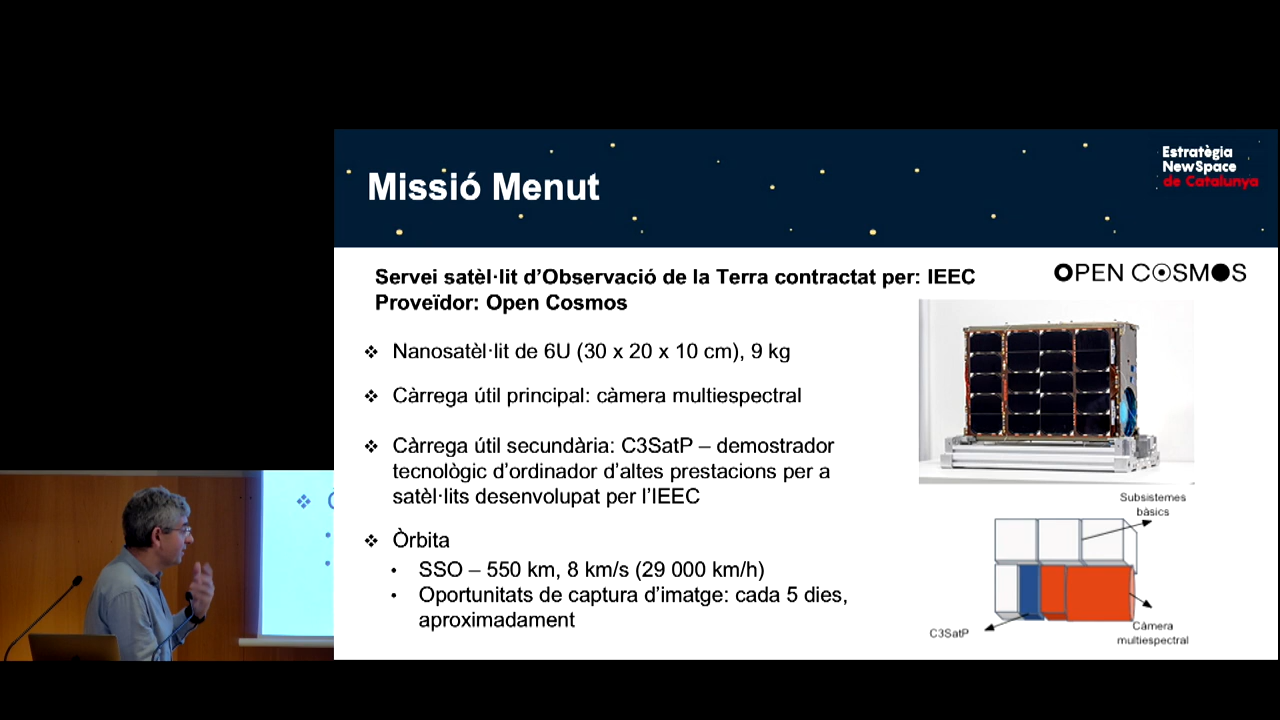 Missió Menut
Estratègia
NewSpace
de Catalunya
Servei satèl·lit d’Observació de la Terra contractat per: IEEC
Proveïdor: Open Cosmos
OPEN COSMOS
❖ Nanosatèl·lit de 6U (30 x 20 x 10 cm), 9 kg
❖ Càrrega útil principal: càmera multiespectral
❖ Càrrega útil secundària: C3SatP – demostrador
tecnològic d’ordinador d’altes prestacions per a
satèl·lits desenvolupat per l’IEEC
❖ Òrbita
• SSO – 550 km, 8 km/s (29 000 km/h)
• Oportunitats de captura d’imatge: cada 5 dies,
aproximadament
Subsistemes
bàsics
C3SatP
Càmera
multiespectral